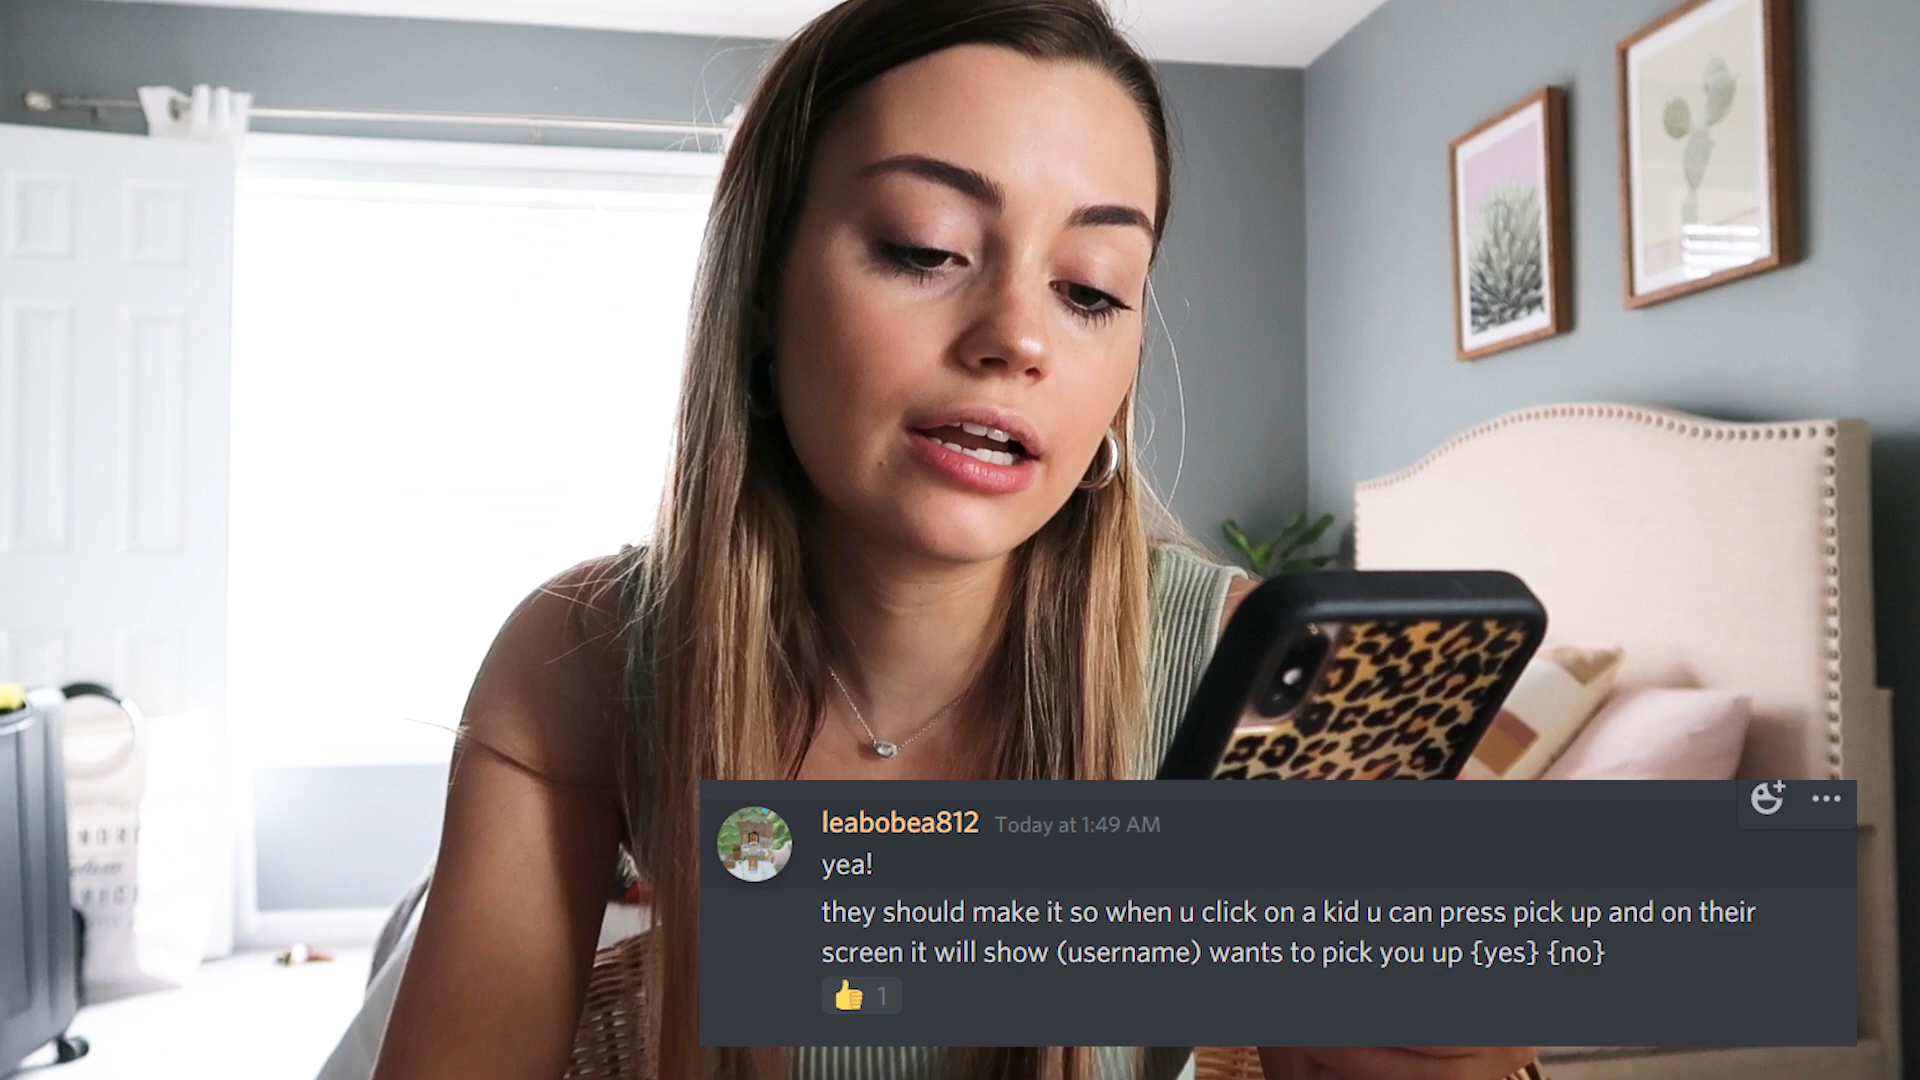 leabobea812 Today at 1:49 AM
yea!
they should make it so when u click on a kid u can press pick up and on their
screen it will show (username) wants to pick you up {yes} {no}
👍 1